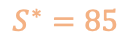 S* = 85